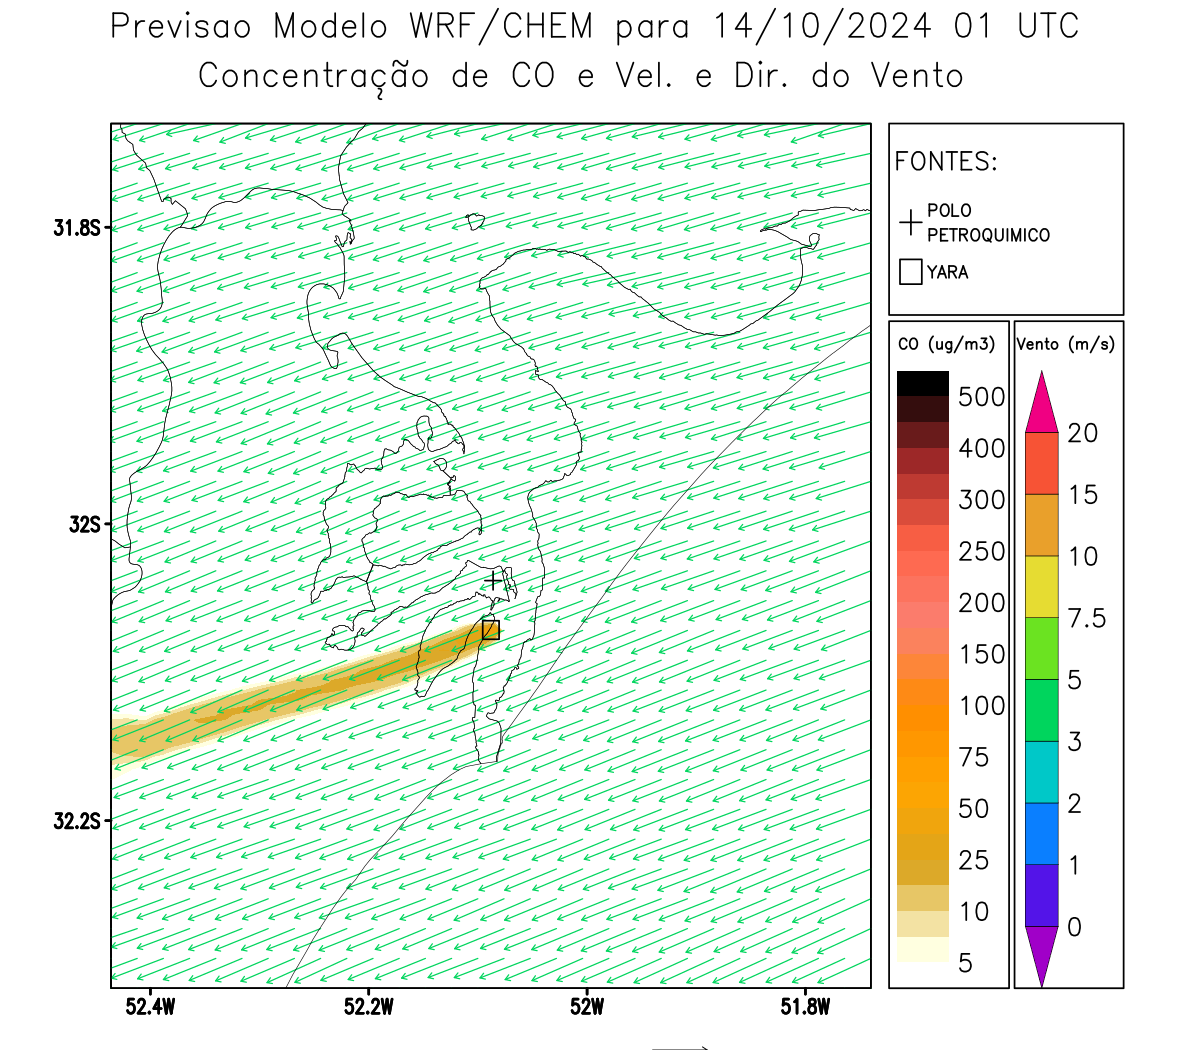 Previsao Modelo WRF/CHEM para 14/10/2024 01 UTC
Concentração de CO e Vel. e Dir. do Vento
FONTES:
POLO
PETROQUIMICO
YARA
CO (ug/m3)
500
400
300
250
200
150
100
75
50
25
10
5
Vento (m/s)
20
15
10
7.5
5
3
2
1
0
31.8S
32S
32.2S
52.4W
52.2W
52W
51.8W